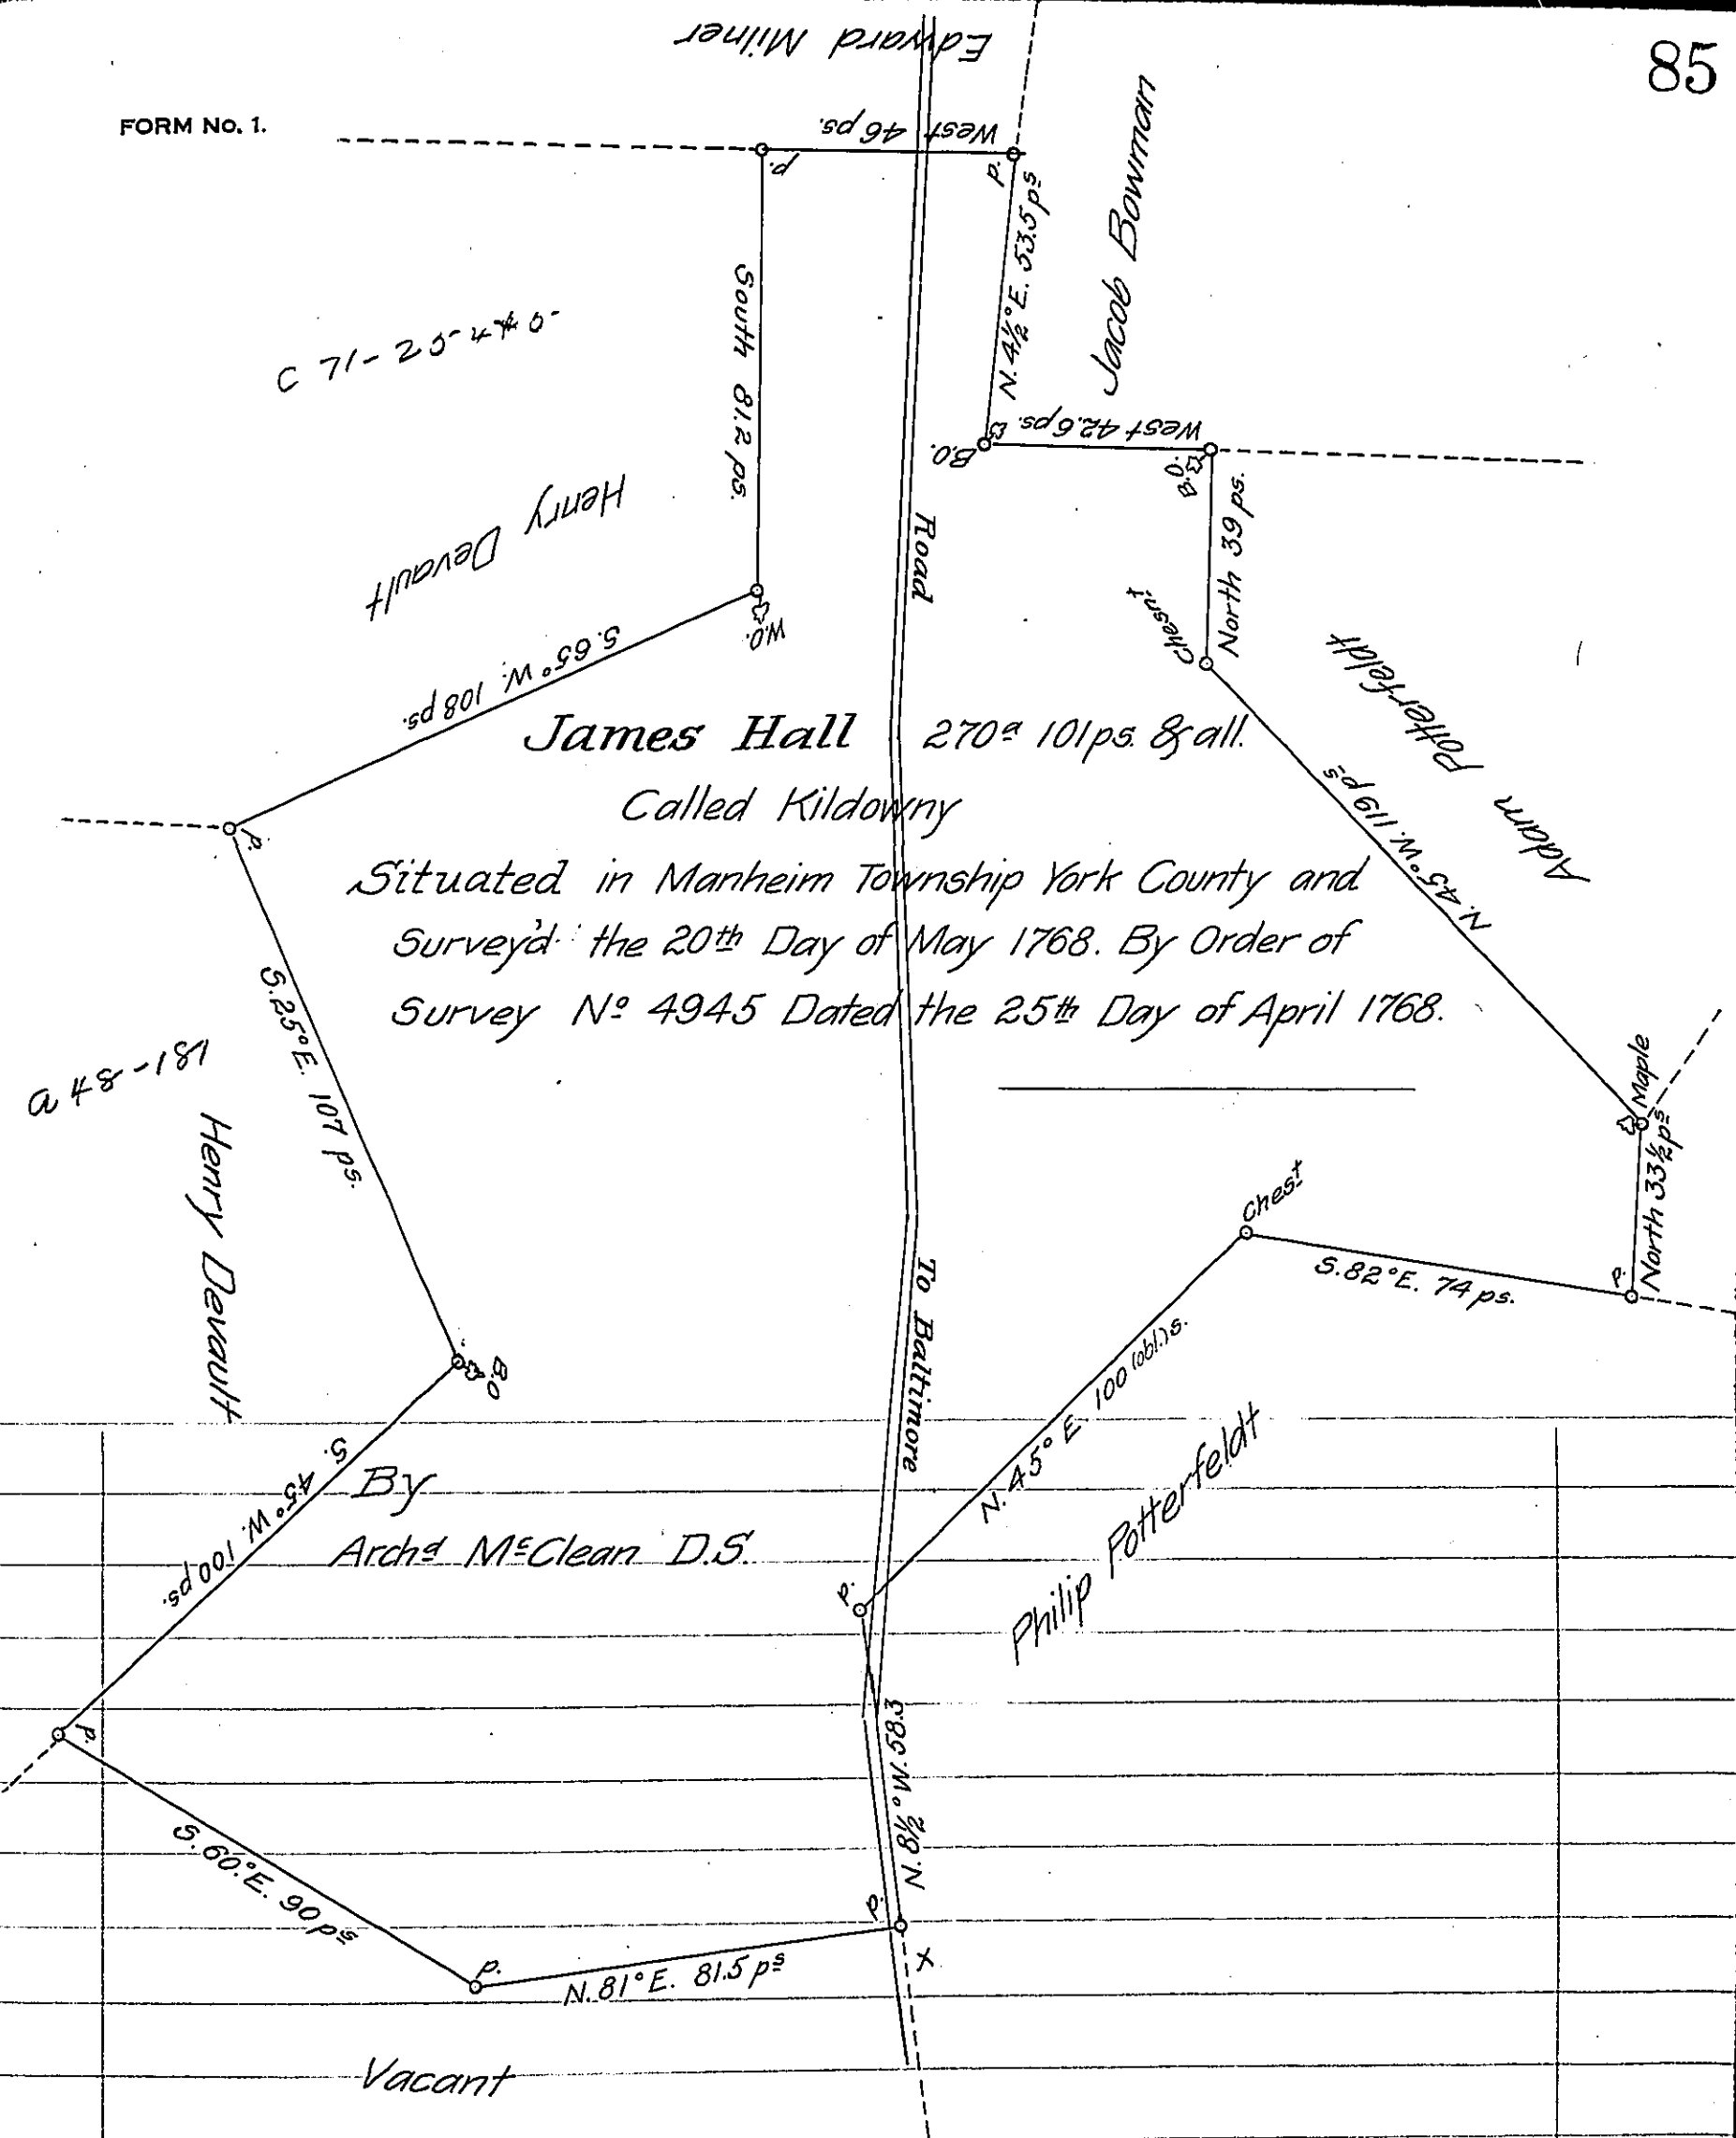 85
FORM No. 1.
Edward Milner
West 46 ps.
p.
p.
N. 4½° E. 53.5 ps
Jacob Bowman
South 81.2 ps.
Henry Devault
B.O.
West 42.6 ps.
B.O.
North 39 ps.
Chesnt
Road
W.O.
S. 65° W. 108 ps.
Adam Potterfeldt
N. 45° W. 119 ps
James Hall 270a 101 ps. & all.
Called Kildowny
Situated in Manheim Township York County and
Survey'd the 20th Day of May 1768. By Order of
Survey No 4945 Dated the 25th Day of April 1768.
p.
S. 25° E. 107 ps.
a 48-181
Henry Devault
Maple
North 33½ ps
p.
Chest
S. 82° E. 74 ps.
To Baltimore
N. 45° E. 100 (obl.) s.
B.O
S. 45° W. 100 ps.
By
Archd McClean D.S.
Philip Potterfeldt
p.
p.
N. 8½° W. 58.3
S. 60° E. 90 ps
p.
p.
X
N. 81° E. 81.5 ps
Vacant